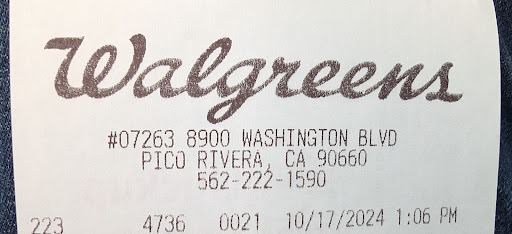 Walgreens
#07263 8900 WASHINGTON BLVD
PICO RIVERA, CA 90660
562-222-1590
223 4736 0021 10/17/2024 1:06 PM